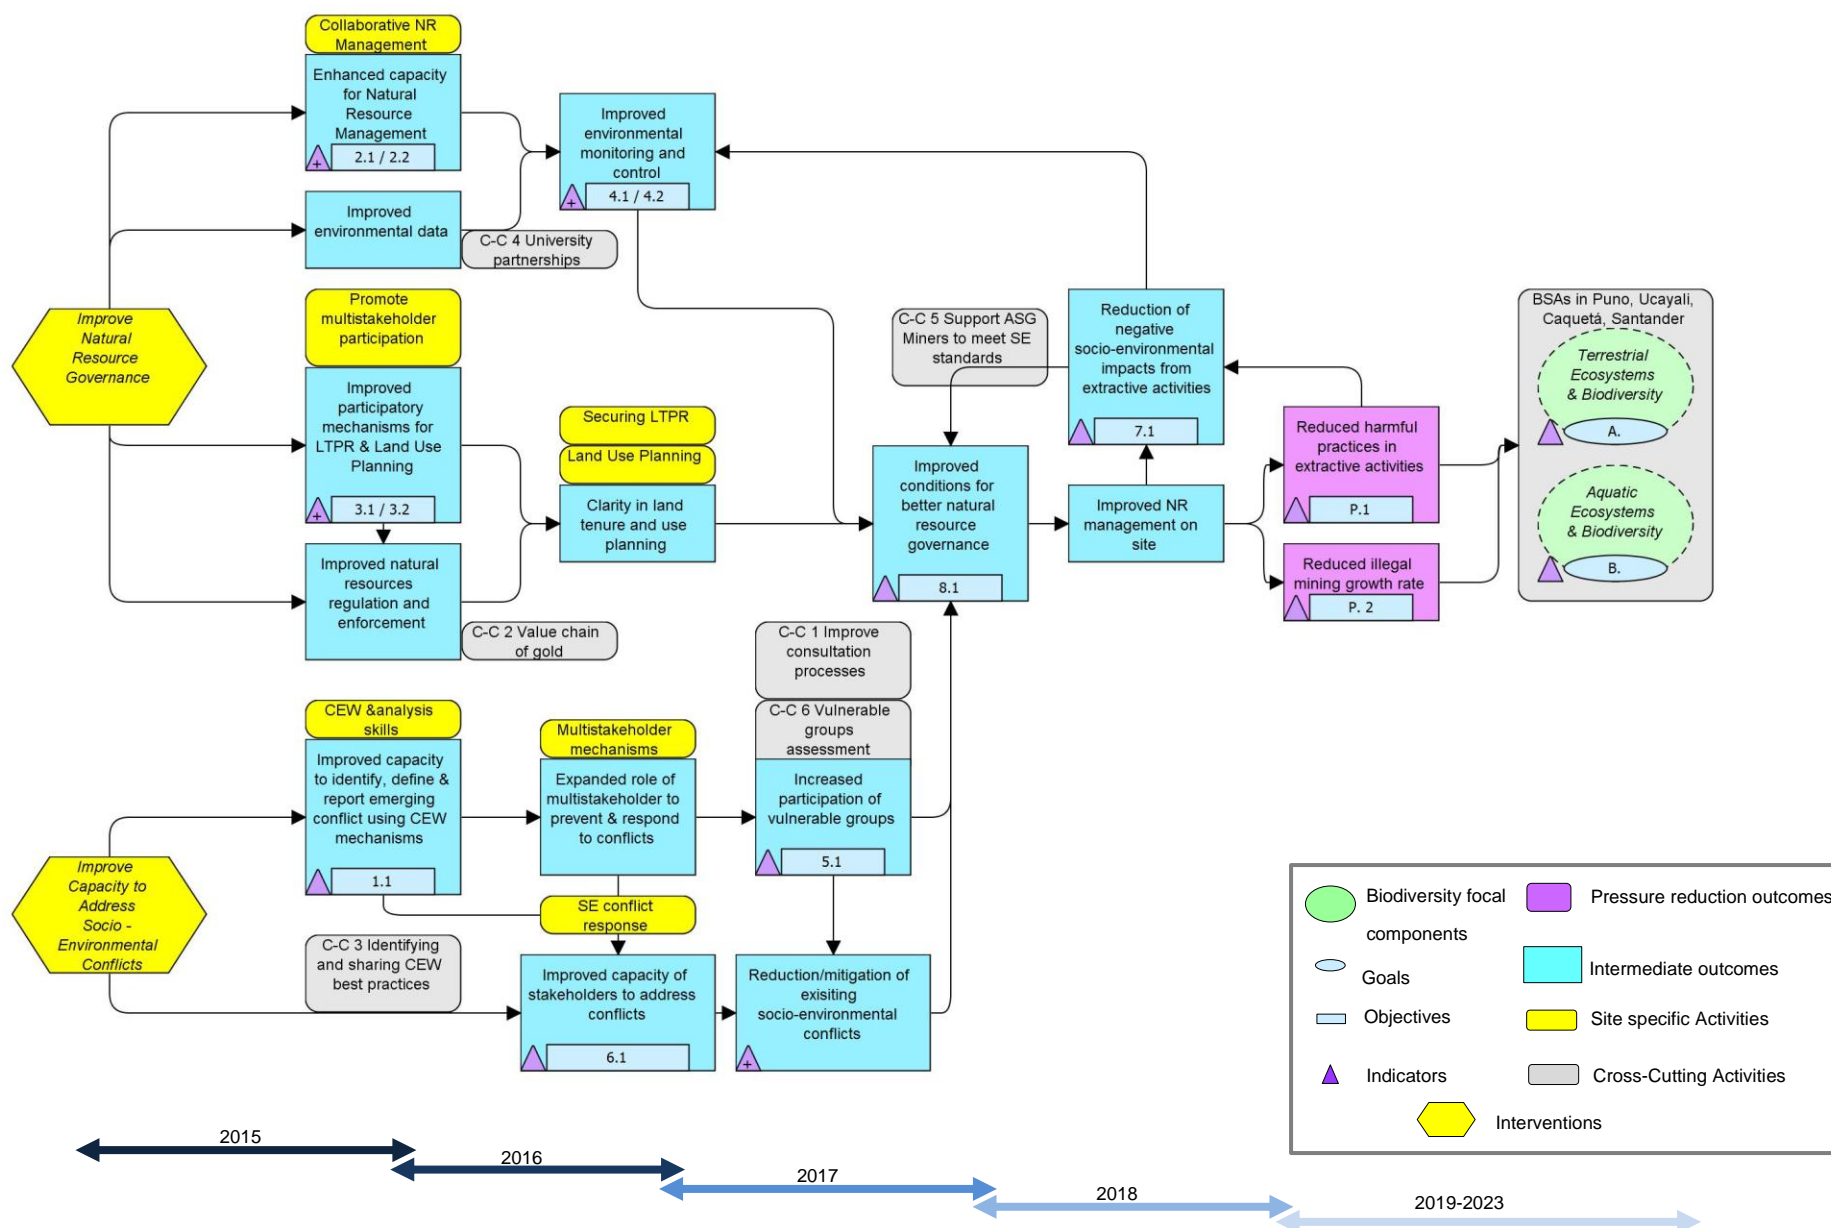 Collaborative NR
Management
Enhanced capacity
for Natural
Resource
Management
2.1 / 2.2
+
Improved
environmental data
C-C 4 University
partnerships
Improved
environmental
monitoring and
control
4.1 / 4.2
+
Improve
Natural
Resource
Governance
Promote
multistakeholder
participation
Improved
participatory
mechanisms for
LTPR & Land Use
Planning
3.1 / 3.2
+
Improved natural
resources
regulation and
enforcement
C-C 2 Value chain
of gold
Securing LTPR
Land Use Planning
Clarity in land
tenure and use
planning
C-C 5 Support ASG
Miners to meet SE
standards
Improved
conditions for
better natural
resource
governance
8.1
Reduction of
negative
socio-environmental
impacts from
extractive activities
7.1
Improved NR
management on
site
Reduced harmful
practices in
extractive activities
P.1
Reduced illegal
mining growth rate
P. 2
BSAs in Puno, Ucayali,
Caquetá, Santander
Terrestrial
Ecosystems
& Biodiversity
A.
Aquatic
Ecosystems
& Biodiversity
B.
Improve
Capacity to
Address
Socio -
Environmental
Conflicts
CEW &analysis
skills
Improved capacity
to identify, define &
report emerging
conflict using CEW
mechanisms
1.1
C-C 3 Identifying
and sharing CEW
best practices
Multistakeholder
mechanisms
Expanded role of
multistakeholder to
prevent & respond
to conflicts
SE conflict
response
Improved capacity of
stakeholders to address
conflicts
6.1
C-C 1 Improve
consultation
processes
C-C 6 Vulnerable
groups
assessment
Increased
participation of
vulnerable groups
5.1
Reduction/mitigation of
exisiting
socio-environmental
conflicts
+
Biodiversity focal
components
Goals
Objectives
Indicators
Pressure reduction outcomes
Intermediate outcomes
Site specific Activities
Cross-Cutting Activities
Interventions
2015
2016
2017
2018
2019-2023